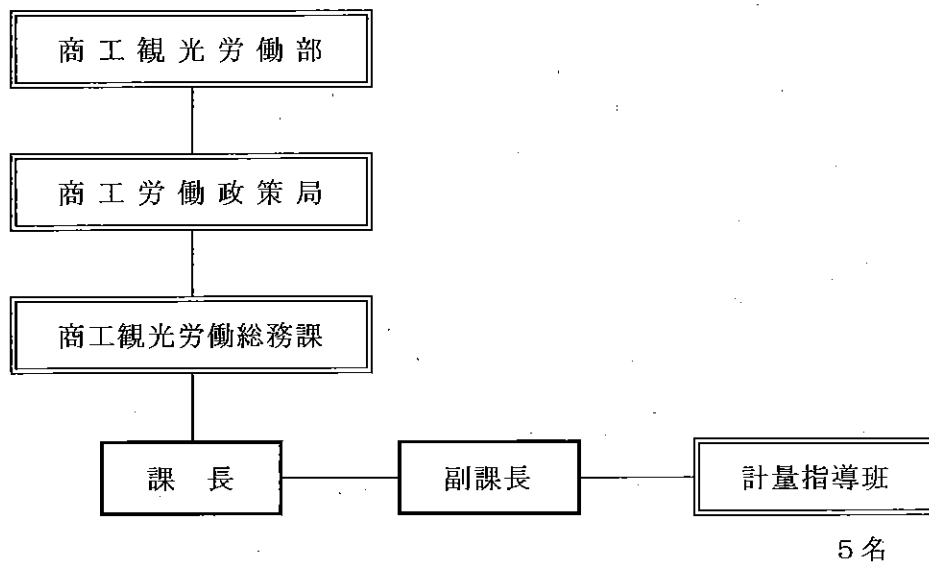 商工観光労働部
商工労働政策局
商工観光労働総務課
課長
副課長
計量指導班
5名